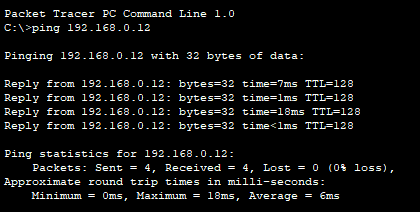 Packet Tracer PC Command Line 1.0
C:\>ping 192.168.0.12
Pinging 192.168.0.12 with 32 bytes of data:
Reply from 192.168.0.12: bytes=32 time=7ms TTL=128
Reply from 192.168.0.12: bytes=32 time=1ms TTL=128
Reply from 192.168.0.12: bytes=32 time=18ms TTL=128
Reply from 192.168.0.12: bytes=32 time<1ms TTL=128
Ping statistics for 192.168.0.12:
Packets: Sent = 4, Received = 4, Lost = 0 (0% loss),
Approximate round trip times in milli-seconds:
Minimum = 0ms, Maximum = 18ms, Average = 6ms